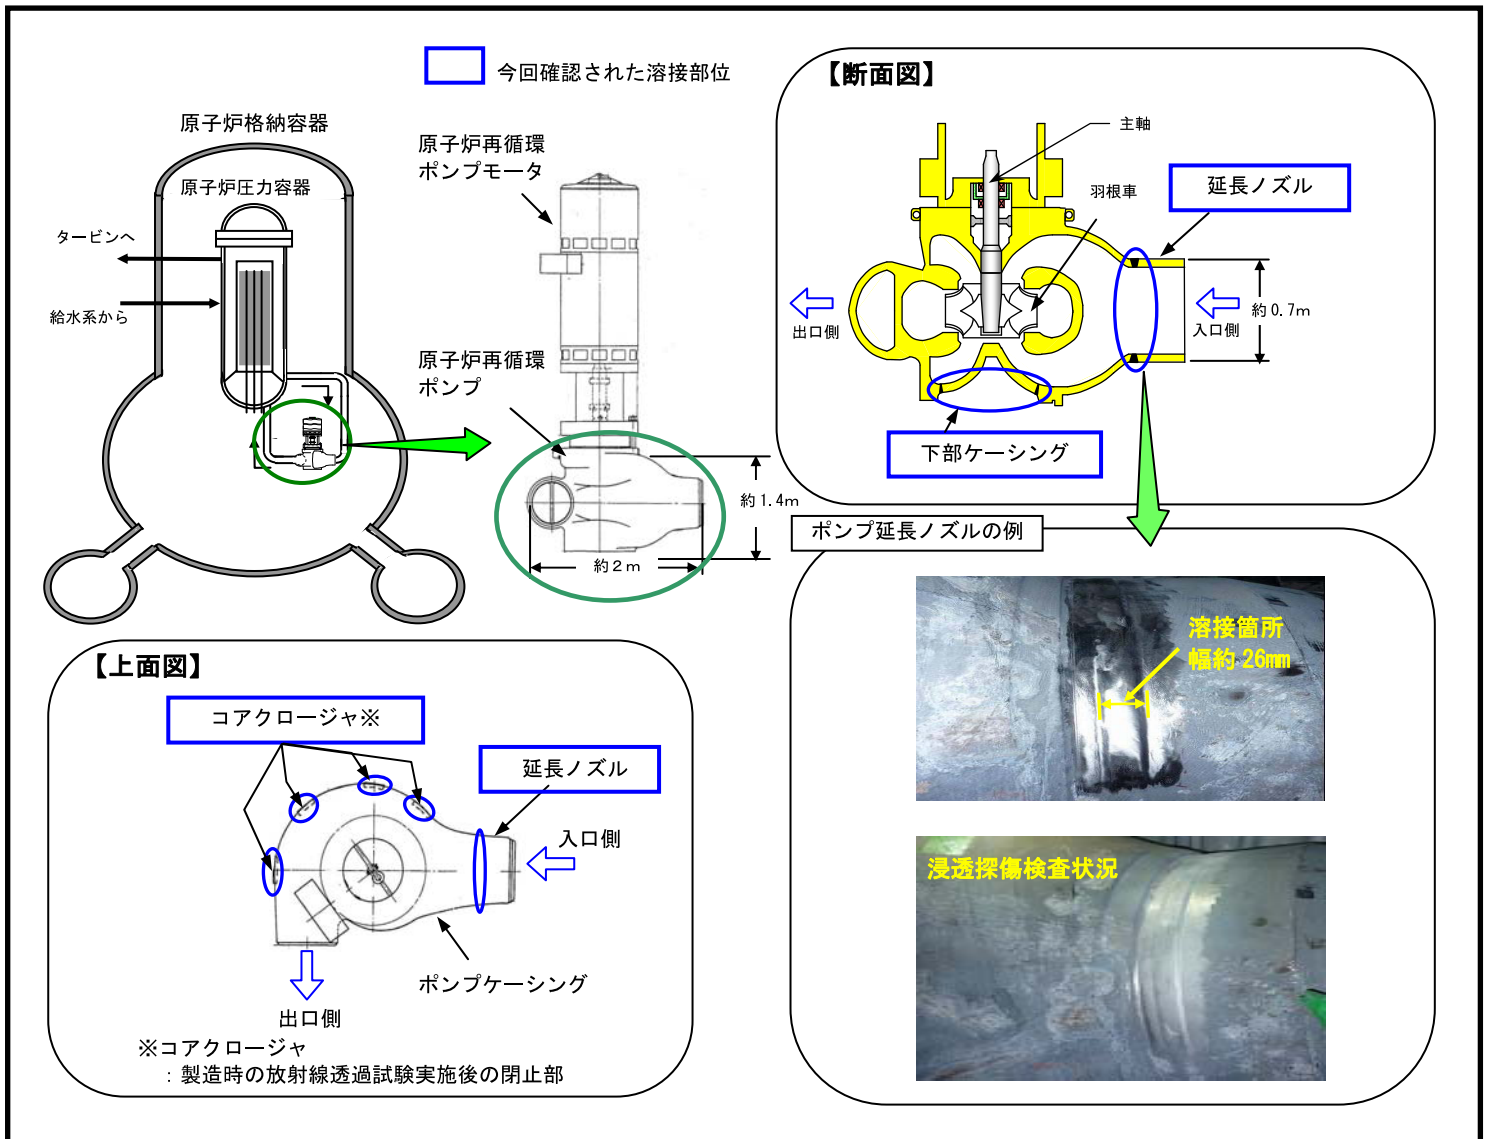 今回確認された溶接部位
原子炉格納容器
原子炉圧力容器
タービンへ
給水系から
原子炉再循環
ポンプモータ
原子炉再循環
ポンプ
約1.4m
約2m
【断面図】
主軸
羽根車
延長ノズル
出口側
入口側
約0.7m
下部ケーシング
ポンプ延長ノズルの例
溶接箇所
幅約26mm
浸透探傷検査状況
【上面図】
コアクロージャ※
延長ノズル
入口側
ポンプケーシング
出口側
※コアクロージャ
：製造時の放射線透過試験実施後の閉止部